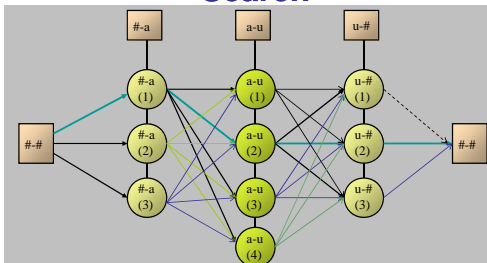 Search
#-a a-u u-#
#-a
(1)
a-u
(1)
u-#
(1)
#-#
#-a
(2)
a-u
(2)
u-#
(2)
#-#
#-a
(3)
a-u
(3)
u-#
(3)
a-u
(4)